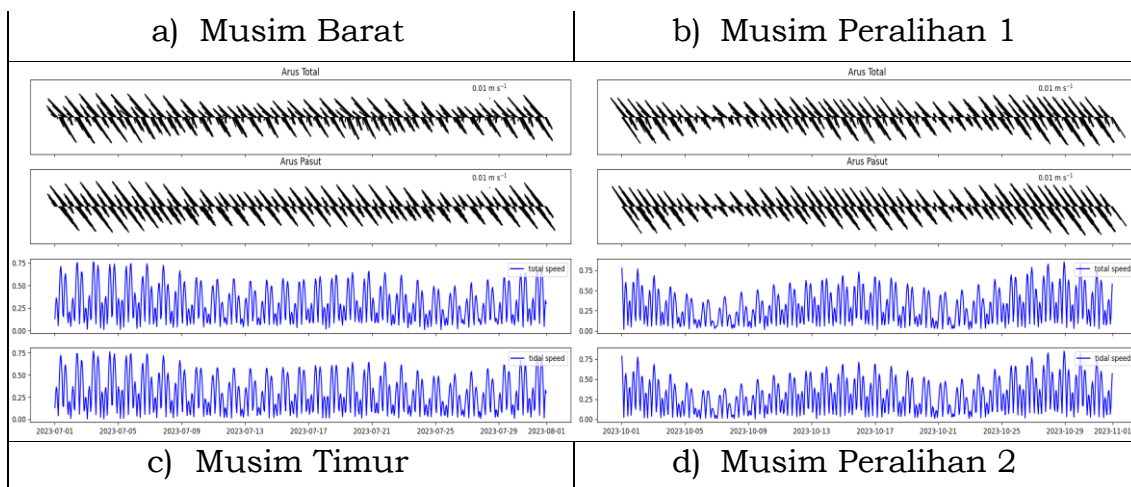 a) Musim Barat
b) Musim Peralihan 1
Arus Total
0.01 m s⁻¹
Arus Pasut
0.01 m s⁻¹
0.75
0.50
0.25
0.00
total speed
0.75
0.50
0.25
0.00
tidal speed
2023-07-01 2023-07-05 2023-07-09 2023-07-13 2023-07-17 2023-07-21 2023-07-25 2023-07-29 2023-08-01
Arus Total
0.01 m s⁻¹
Arus Pasut
0.01 m s⁻¹
0.75
0.50
0.25
0.00
total speed
0.75
0.50
0.25
0.00
tidal speed
2023-10-01 2023-10-05 2023-10-09 2023-10-13 2023-10-17 2023-10-21 2023-10-25 2023-10-29 2023-11-01
c) Musim Timur
d) Musim Peralihan 2